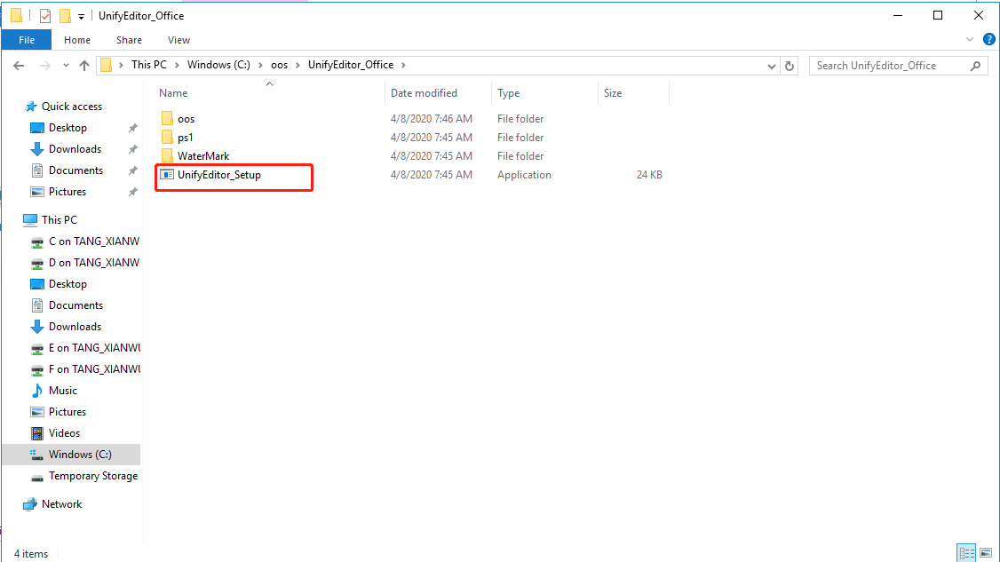 UnifyEditor_Office
File Home Share View
This PC Windows (C:) oos UnifyEditor_Office
Search UnifyEditor_Office
Name Date modified Type Size
oos 4/8/2020 7:46 AM File folder
ps1 4/8/2020 7:45 AM File folder
WaterMark 4/8/2020 7:45 AM File folder
UnifyEditor_Setup 4/8/2020 7:45 AM Application 24 KB
Quick access
Desktop
Downloads
Documents
Pictures
This PC
C on TANG_XIANW
D on TANG_XIANW
Desktop
Documents
Downloads
E on TANG_XIANWU
F on TANG_XIANWU
Music
Pictures
Videos
Windows (C:)
Temporary Storage
Network
4 items